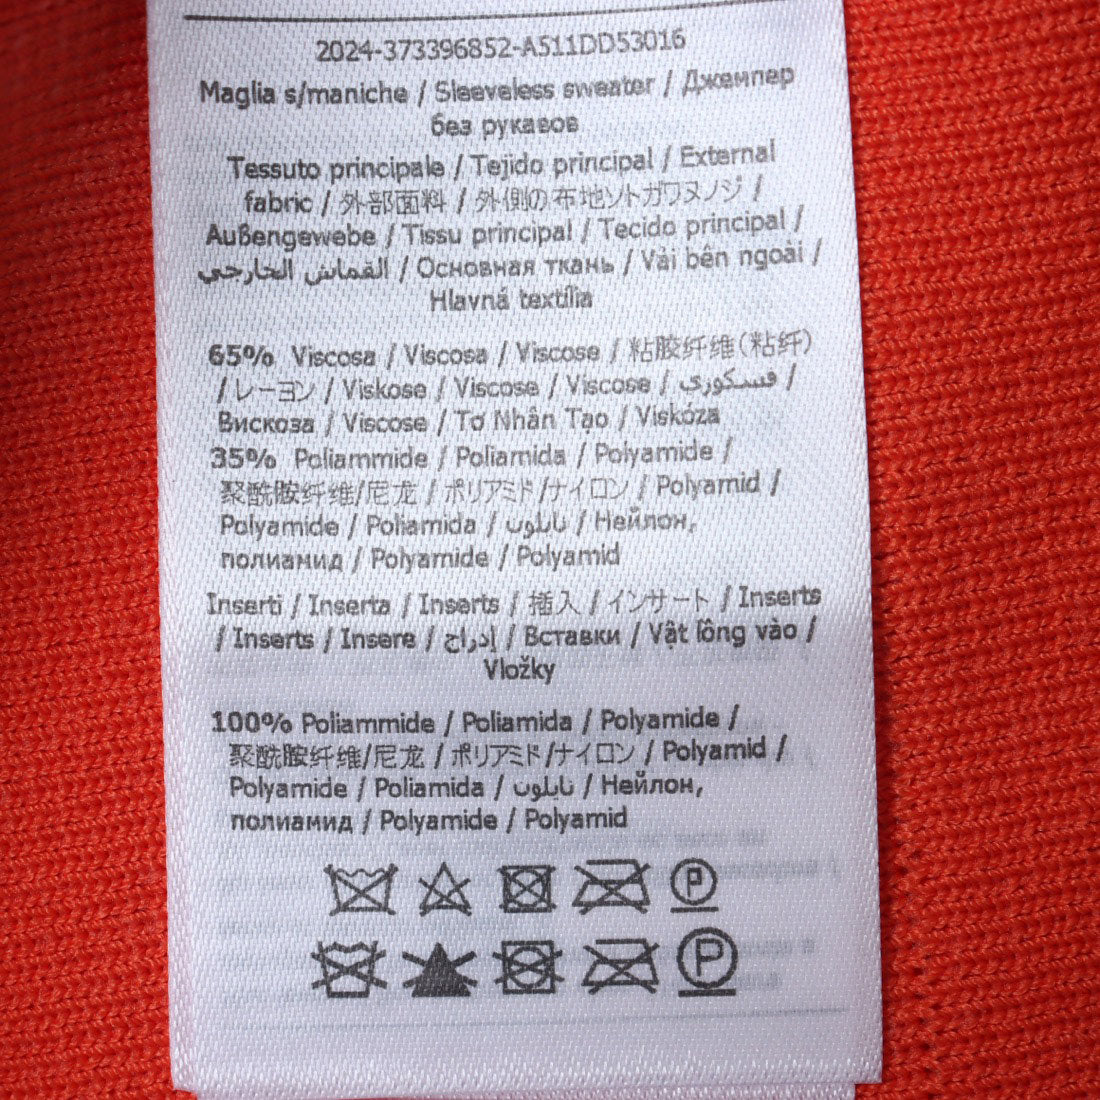 2024-373396852-A511DD53016
Maglia s/maniche / Sleeveless sweater / Джемпер
без рукавов
Tessuto principale / Tejido principal / External
fabric / 外部面料 / 外側の布地ソトガワヌノジ /
Außengewebe / Tissu principal / Tecido principal /
القماش الخارجي / Основная ткань / Vải bên ngoài /
Hlavná textília
65% Viscosa / Viscosa / Viscose / 粘胶纤维(粘纤)
/ レーヨン / Viskose / Viscose / Viscose / فسكوزي /
Вискоза / Viscose / Tơ Nhân Tạo / Viskóza
35% Poliammide / Poliamida / Polyamide /
聚酰胺纤维/尼龙 / ポリアミド/ナイロン / Polyamid /
Polyamide / Poliamida / نايلون / Нейлон,
полиамид / Polyamide / Polyamid
Inserti / Inserta / Inserts / 插入 / インサート / Inserts
/ Inserts / Insere / إدراج / Вставки / Vật lồng vào /
Vložky
100% Poliammide / Poliamida / Polyamide /
聚酰胺纤维/尼龙 / ポリアミド/ナイロン / Polyamid /
Polyamide / Poliamida / نايلون / Нейлон,
полиамид / Polyamide / Polyamid
P
P